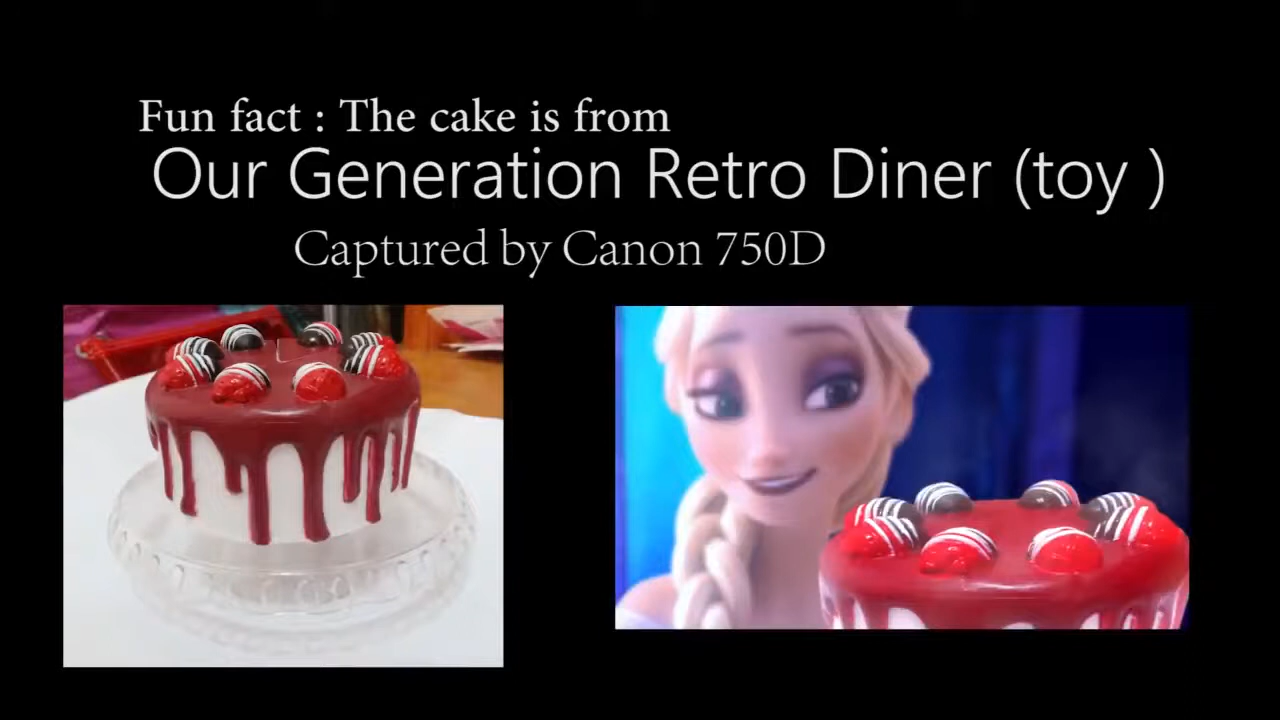 Fun fact : The cake is from
Our Generation Retro Diner (toy )
Captured by Canon 750D